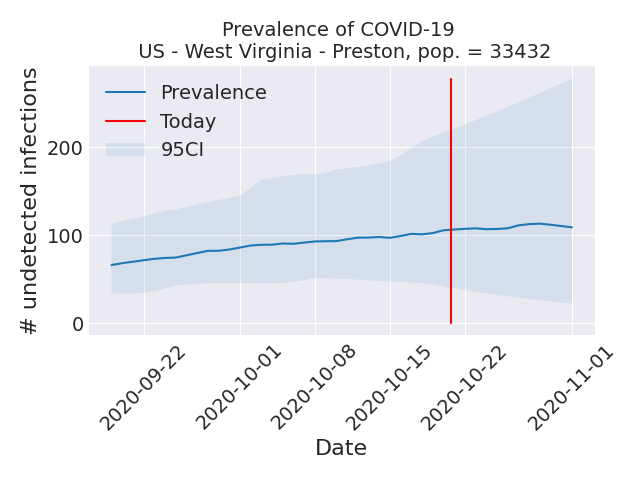 Prevalence of COVID-19
US - West Virginia - Preston, pop. = 33432
# undetected infections
200
100
0
Prevalence
Today
95CI
2020-09-22
2020-10-01
2020-10-08
2020-10-15
2020-10-22
2020-11-01
Date